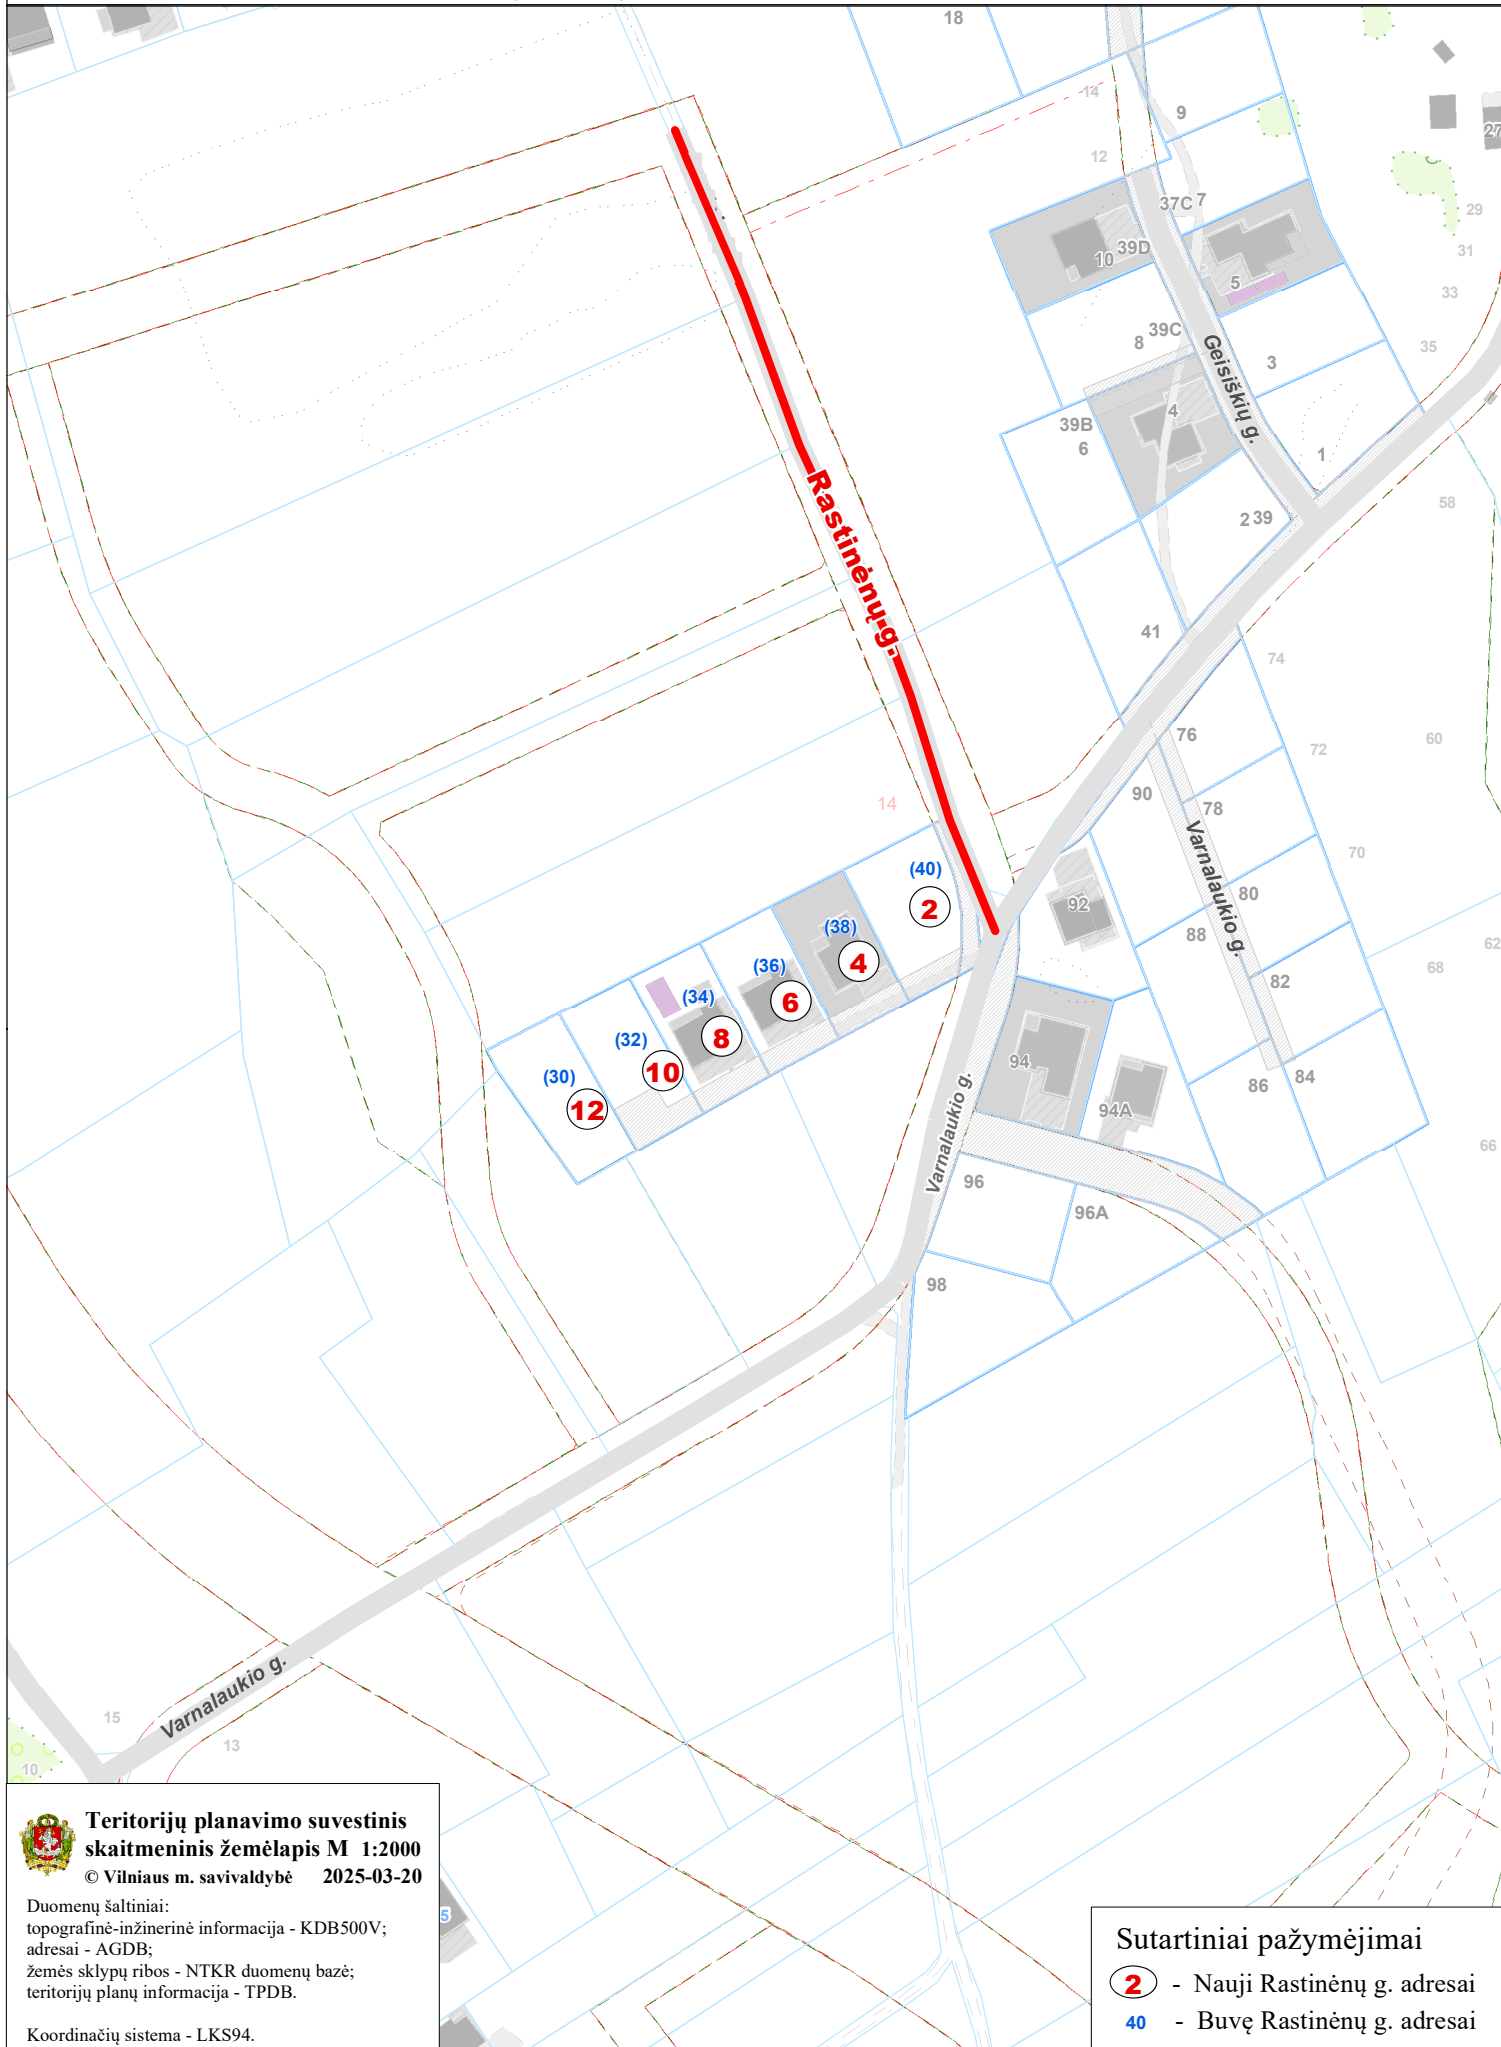 18
14
9
12
27
37C 7
29
39D
10
31
5
33
39C
8
35
Geisiškių g.
3
4
39B
6
1
Rastinėnų g.
58
2 39
41
74
76
72
60
90
14
78
Varnalaukio g.
70
(40)
2
80
92
(38)
4
88
62
(36)
6
68
82
(34)
8
(32)
10
94
(30)
12
86
84
94A
Varnalaukio g.
66
96
96A
98
Varnalaukio g.
15
13
10
Teritorijų planavimo suvestinis
skaitmeninis žemėlapis M 1:2000
© Vilniaus m. savivaldybė 2025-03-20
Duomenų šaltiniai:
topografinė-inžinerinė informacija - KDB500V;
adresai - AGDB;
žemės sklypų ribos - NTKR duomenų bazė;
teritorijų planų informacija - TPDB.
Koordinačių sistema - LKS94.
5
Sutartiniai pažymėjimai
2 - Nauji Rastinėnų g. adresai
40 - Buvę Rastinėnų g. adresai